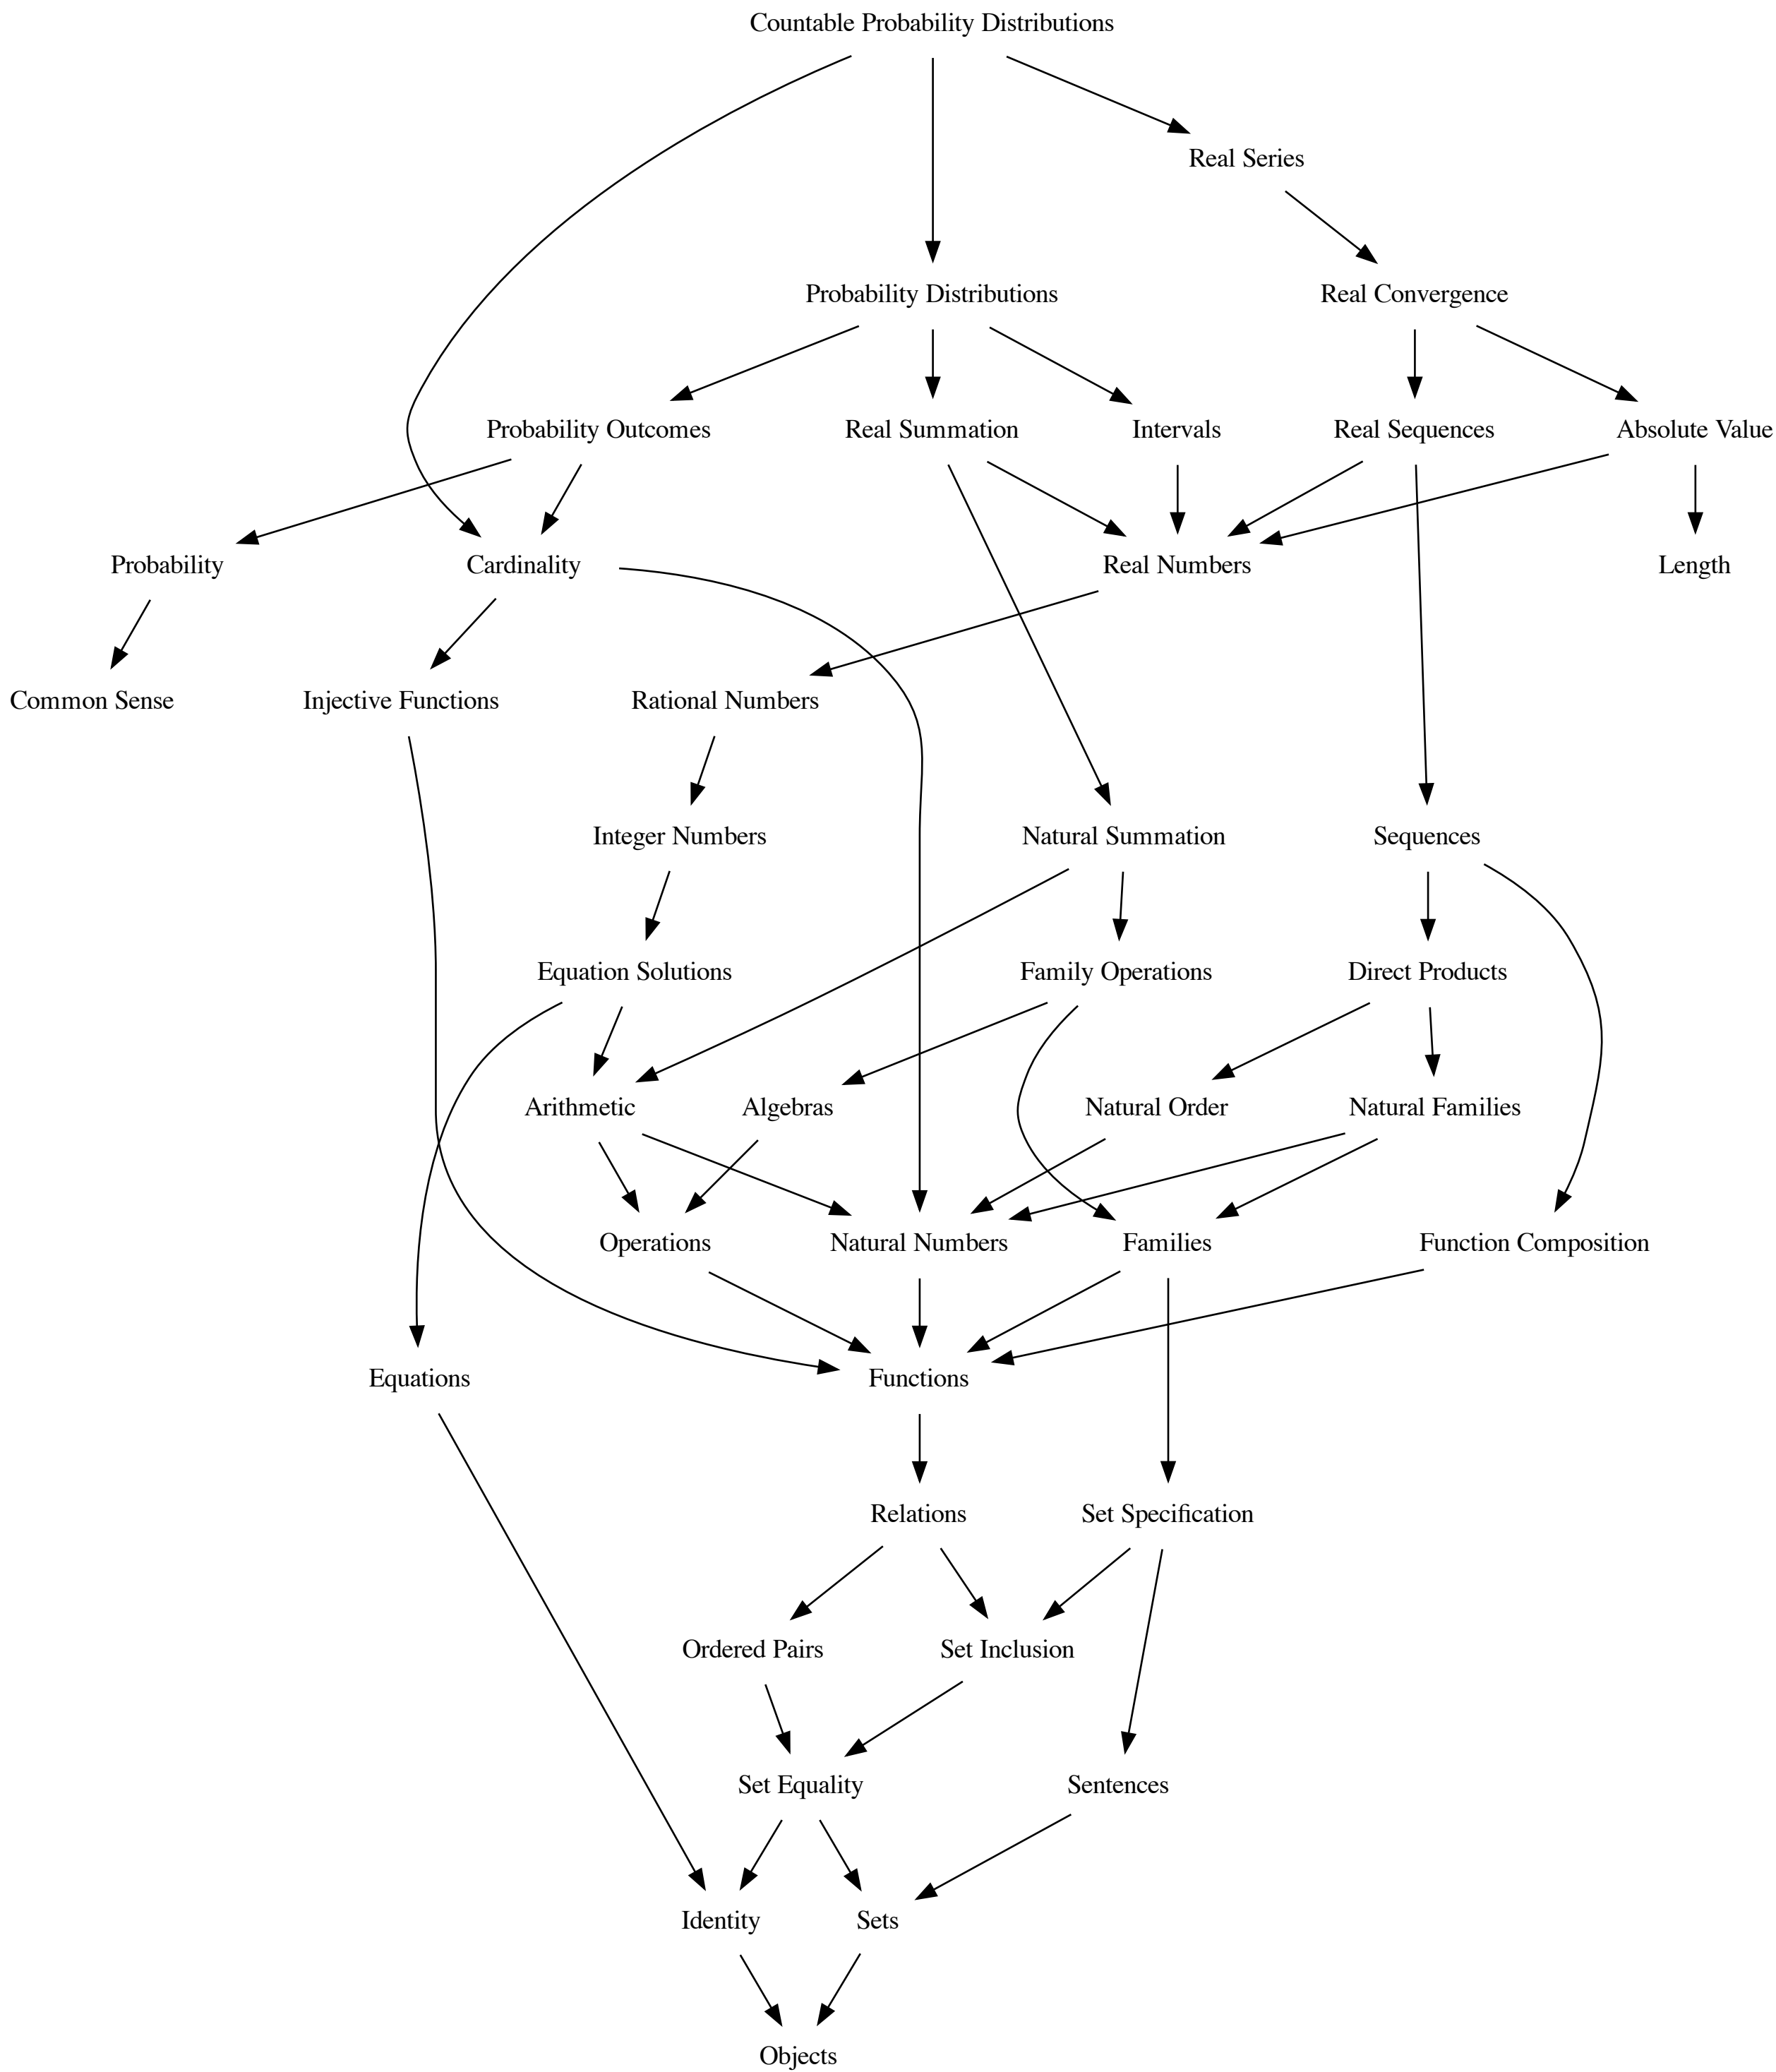 Countable Probability Distributions
Real Series
Probability Distributions
Real Convergence
Probability Outcomes
Real Summation
Intervals
Real Sequences
Absolute Value
Probability
Cardinality
Real Numbers
Length
Common Sense
Injective Functions
Rational Numbers
Integer Numbers
Natural Summation
Sequences
Equation Solutions
Family Operations
Direct Products
Arithmetic
Algebras
Natural Order
Natural Families
Operations
Natural Numbers
Families
Function Composition
Equations
Functions
Relations
Set Specification
Ordered Pairs
Set Inclusion
Set Equality
Sentences
Identity
Sets
Objects